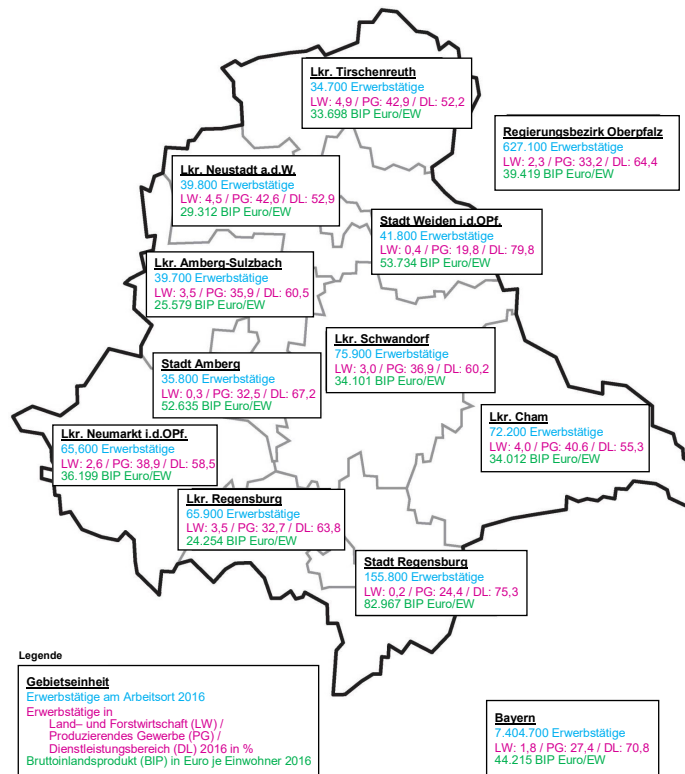 Lkr. Tirschenreuth
34.700 Erwerbstätige
LW: 4,9 / PG: 42,9 / DL: 52,2
33.698 BIP Euro/EW
Regierungsbezirk Oberpfalz
627.100 Erwerbstätige
LW: 2,3 / PG: 33,2 / DL: 64,4
39.419 BIP Euro/EW
Lkr. Neustadt a.d.W.
39.800 Erwerbstätige
LW: 4,5 / PG: 42,6 / DL: 52,9
29.312 BIP Euro/EW
Stadt Weiden i.d.OPf.
41.800 Erwerbstätige
LW: 0,4 / PG: 19,8 / DL: 79,8
53.734 BIP Euro/EW
Lkr. Amberg-Sulzbach
39.700 Erwerbstätige
LW: 3,5 / PG: 35,9 / DL: 60,5
25.579 BIP Euro/EW
Lkr. Schwandorf
75.900 Erwerbstätige
LW: 3,0 / PG: 36,9 / DL: 60,2
34.101 BIP Euro/EW
Stadt Amberg
35.800 Erwerbstätige
LW: 0,3 / PG: 32,5 / DL: 67,2
52.635 BIP Euro/EW
Lkr. Cham
72.200 Erwerbstätige
LW: 4,0 / PG: 40.6 / DL: 55,3
34.012 BIP Euro/EW
Lkr. Neumarkt i.d.OPf.
65,600 Erwerbstätige
LW: 2,6 / PG: 38,9 / DL: 58,5
36.199 BIP Euro/EW
Lkr. Regensburg
65.900 Erwerbstätige
LW: 3,5 / PG: 32,7 / DL: 63,8
24.254 BIP Euro/EW
Stadt Regensburg
155.800 Erwerbstätige
LW: 0,2 / PG: 24,4 / DL: 75,3
82.967 BIP Euro/EW
Legende
Gebietseinheit
Erwerbstätige am Arbeitsort 2016
Erwerbstätige in
Land– und Forstwirtschaft (LW) /
Produzierendes Gewerbe (PG) /
Dienstleistungsbereich (DL) 2016 in %
Bruttoinlandsprodukt (BIP) in Euro je Einwohner 2016
Bayern
7.404.700 Erwerbstätige
LW: 1,8 / PG: 27,4 / DL: 70,8
44.215 BIP Euro/EW